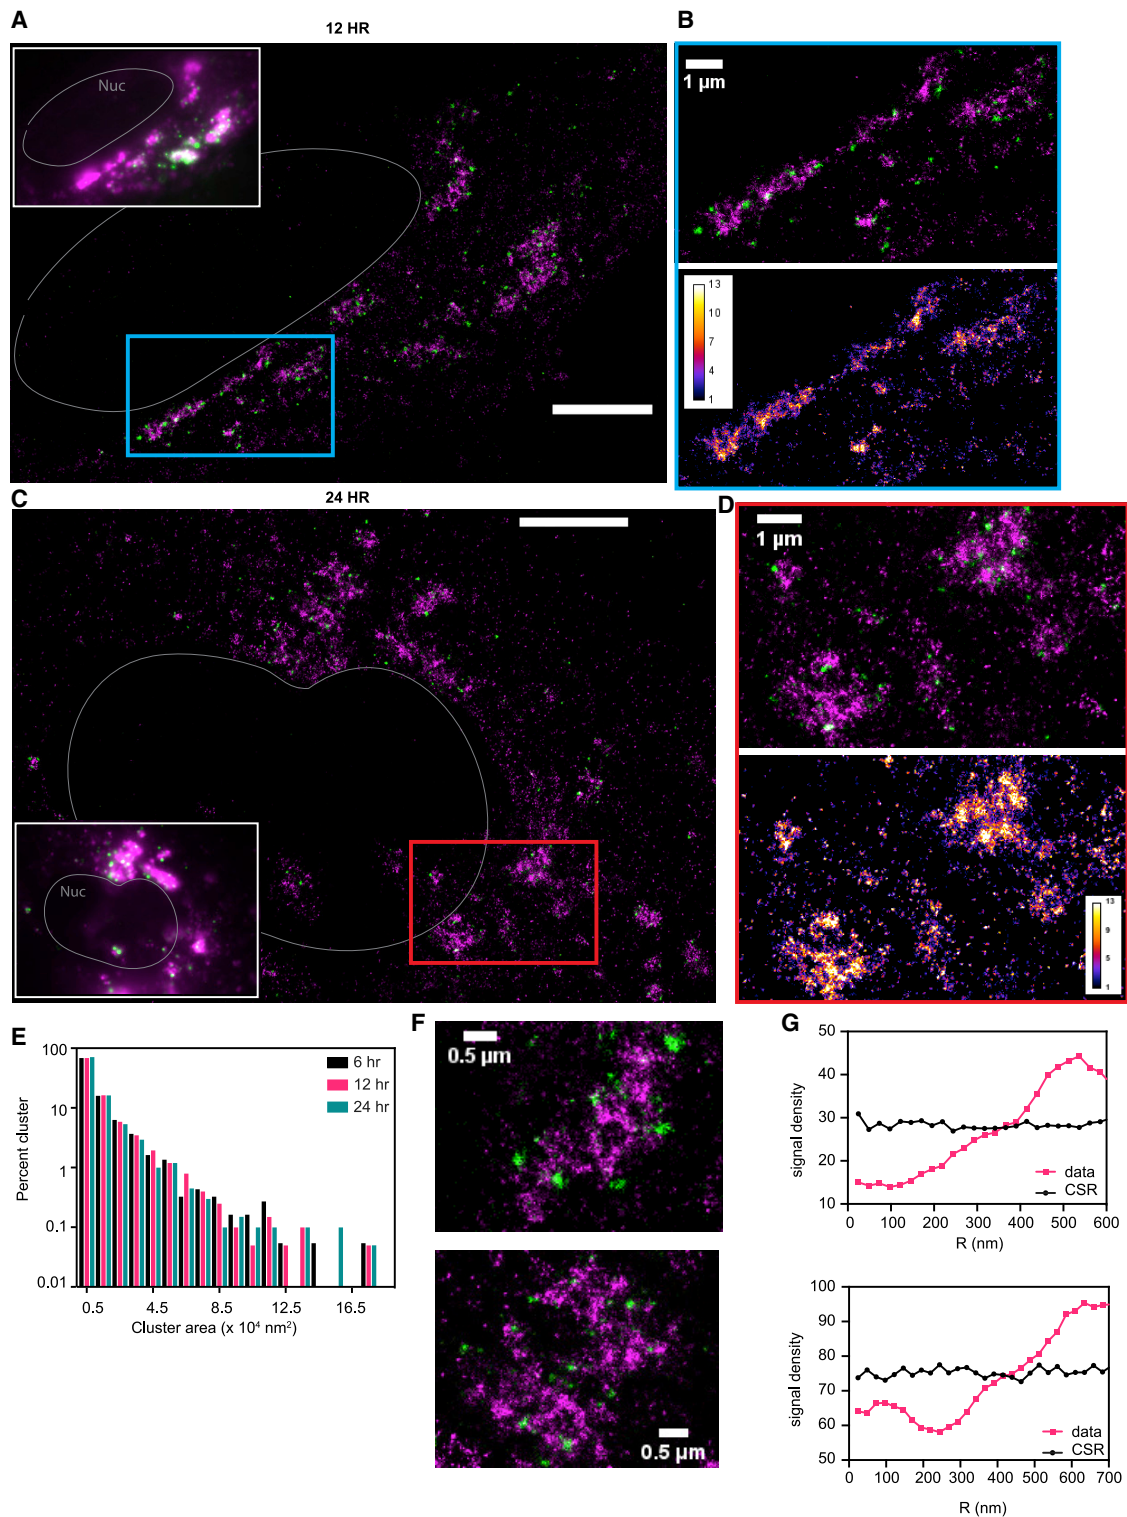 A
12 HR
Nuc
B
1 µm
13
10
7
4
1
C
24 HR
Nuc
D
1 µm
13
9
5
1
E
100
10
1
0.1
0.01
Percent cluster
6 hr
12 hr
24 hr
0.5 4.5 8.5 12.5 16.5
Cluster area (x 10⁴ nm²)
F
0.5 µm
0.5 µm
G
50
40
30
20
10
signal density
data
CSR
0 100 200 300 400 500 600
R (nm)
100
90
80
70
60
50
signal density
data
CSR
0 100 200 300 400 500 600 700
R (nm)